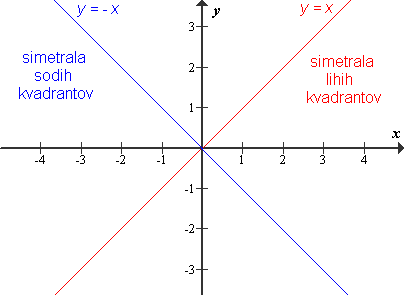 y = - x
y
y = x
simetrala
sodih
kvadrantov
simetrala
lihih
kvadrantov
3
2
1
x
-4 -3 -2 -1 1 2 3 4
-1
-2
-3